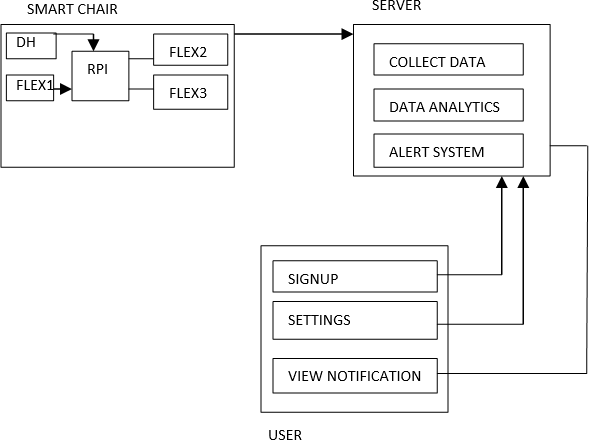 SMART CHAIR
DH
RPI
FLEX1
FLEX2
FLEX3
SERVER
COLLECT DATA
DATA ANALYTICS
ALERT SYSTEM
SIGNUP
SETTINGS
VIEW NOTIFICATION
USER